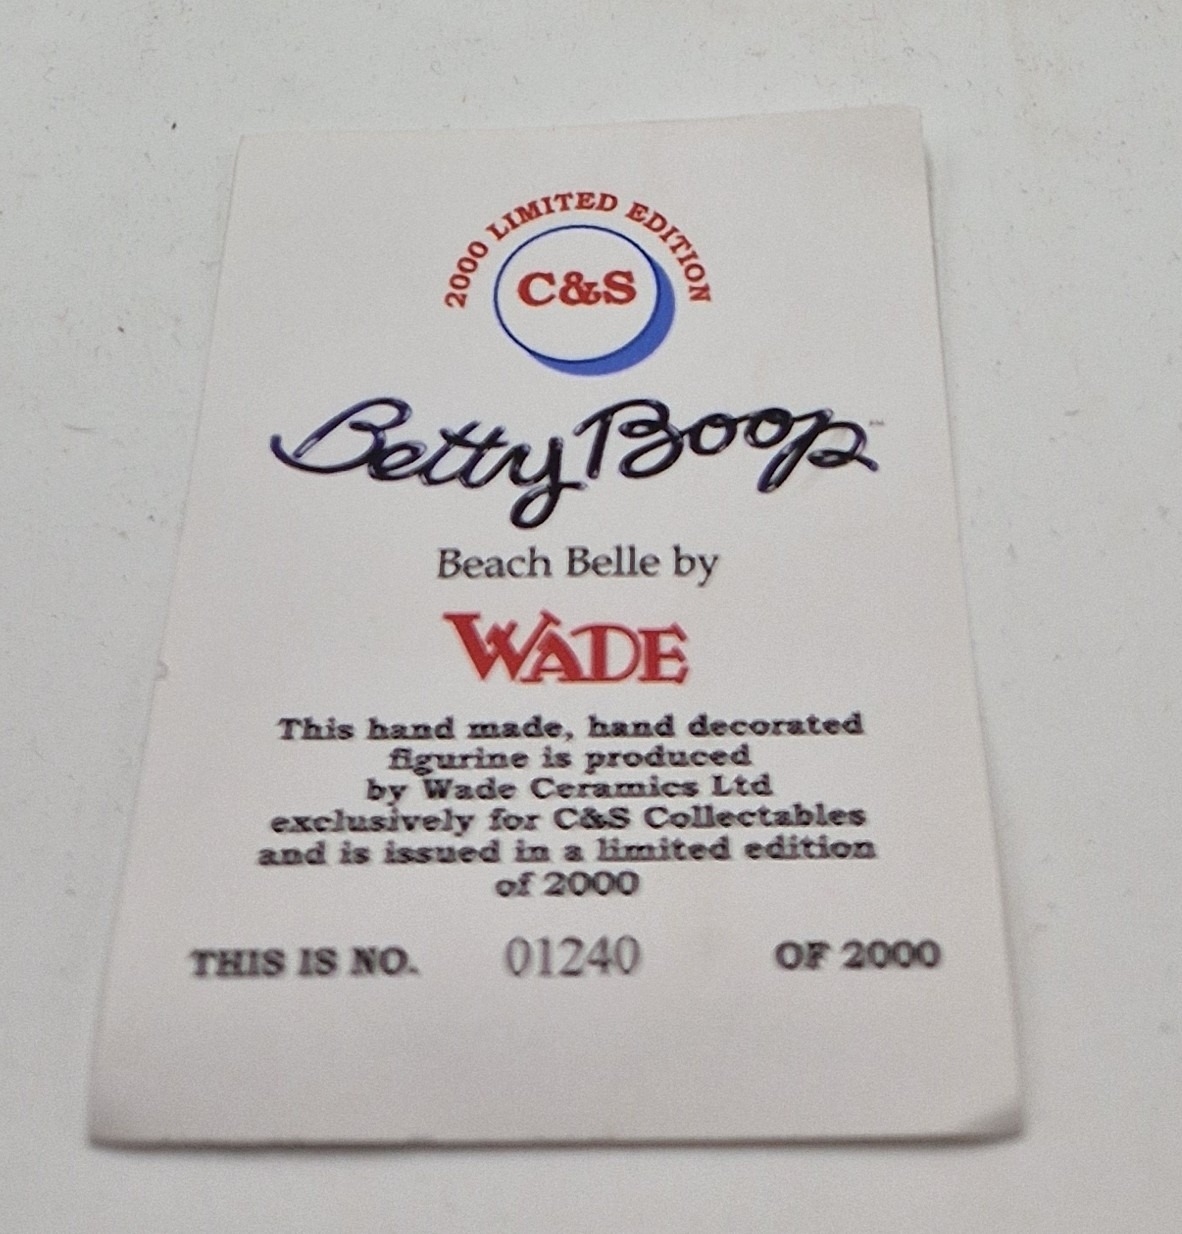 2000 LIMITED EDITION
C&S
Betty Boop™
Beach Belle by
WADE
This hand made, hand decorated
figurine is produced
by Wade Ceramics Ltd
exclusively for C&S Collectables
and is issued in a limited edition
of 2000
THIS IS NO. 01240 OF 2000